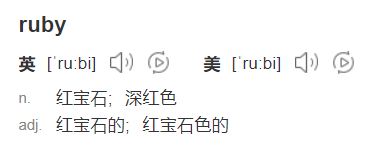 ruby
英 [ˈruːbi] 美 [ˈruːbi]
n. 红宝石；深红色
adj. 红宝石的；红宝石色的